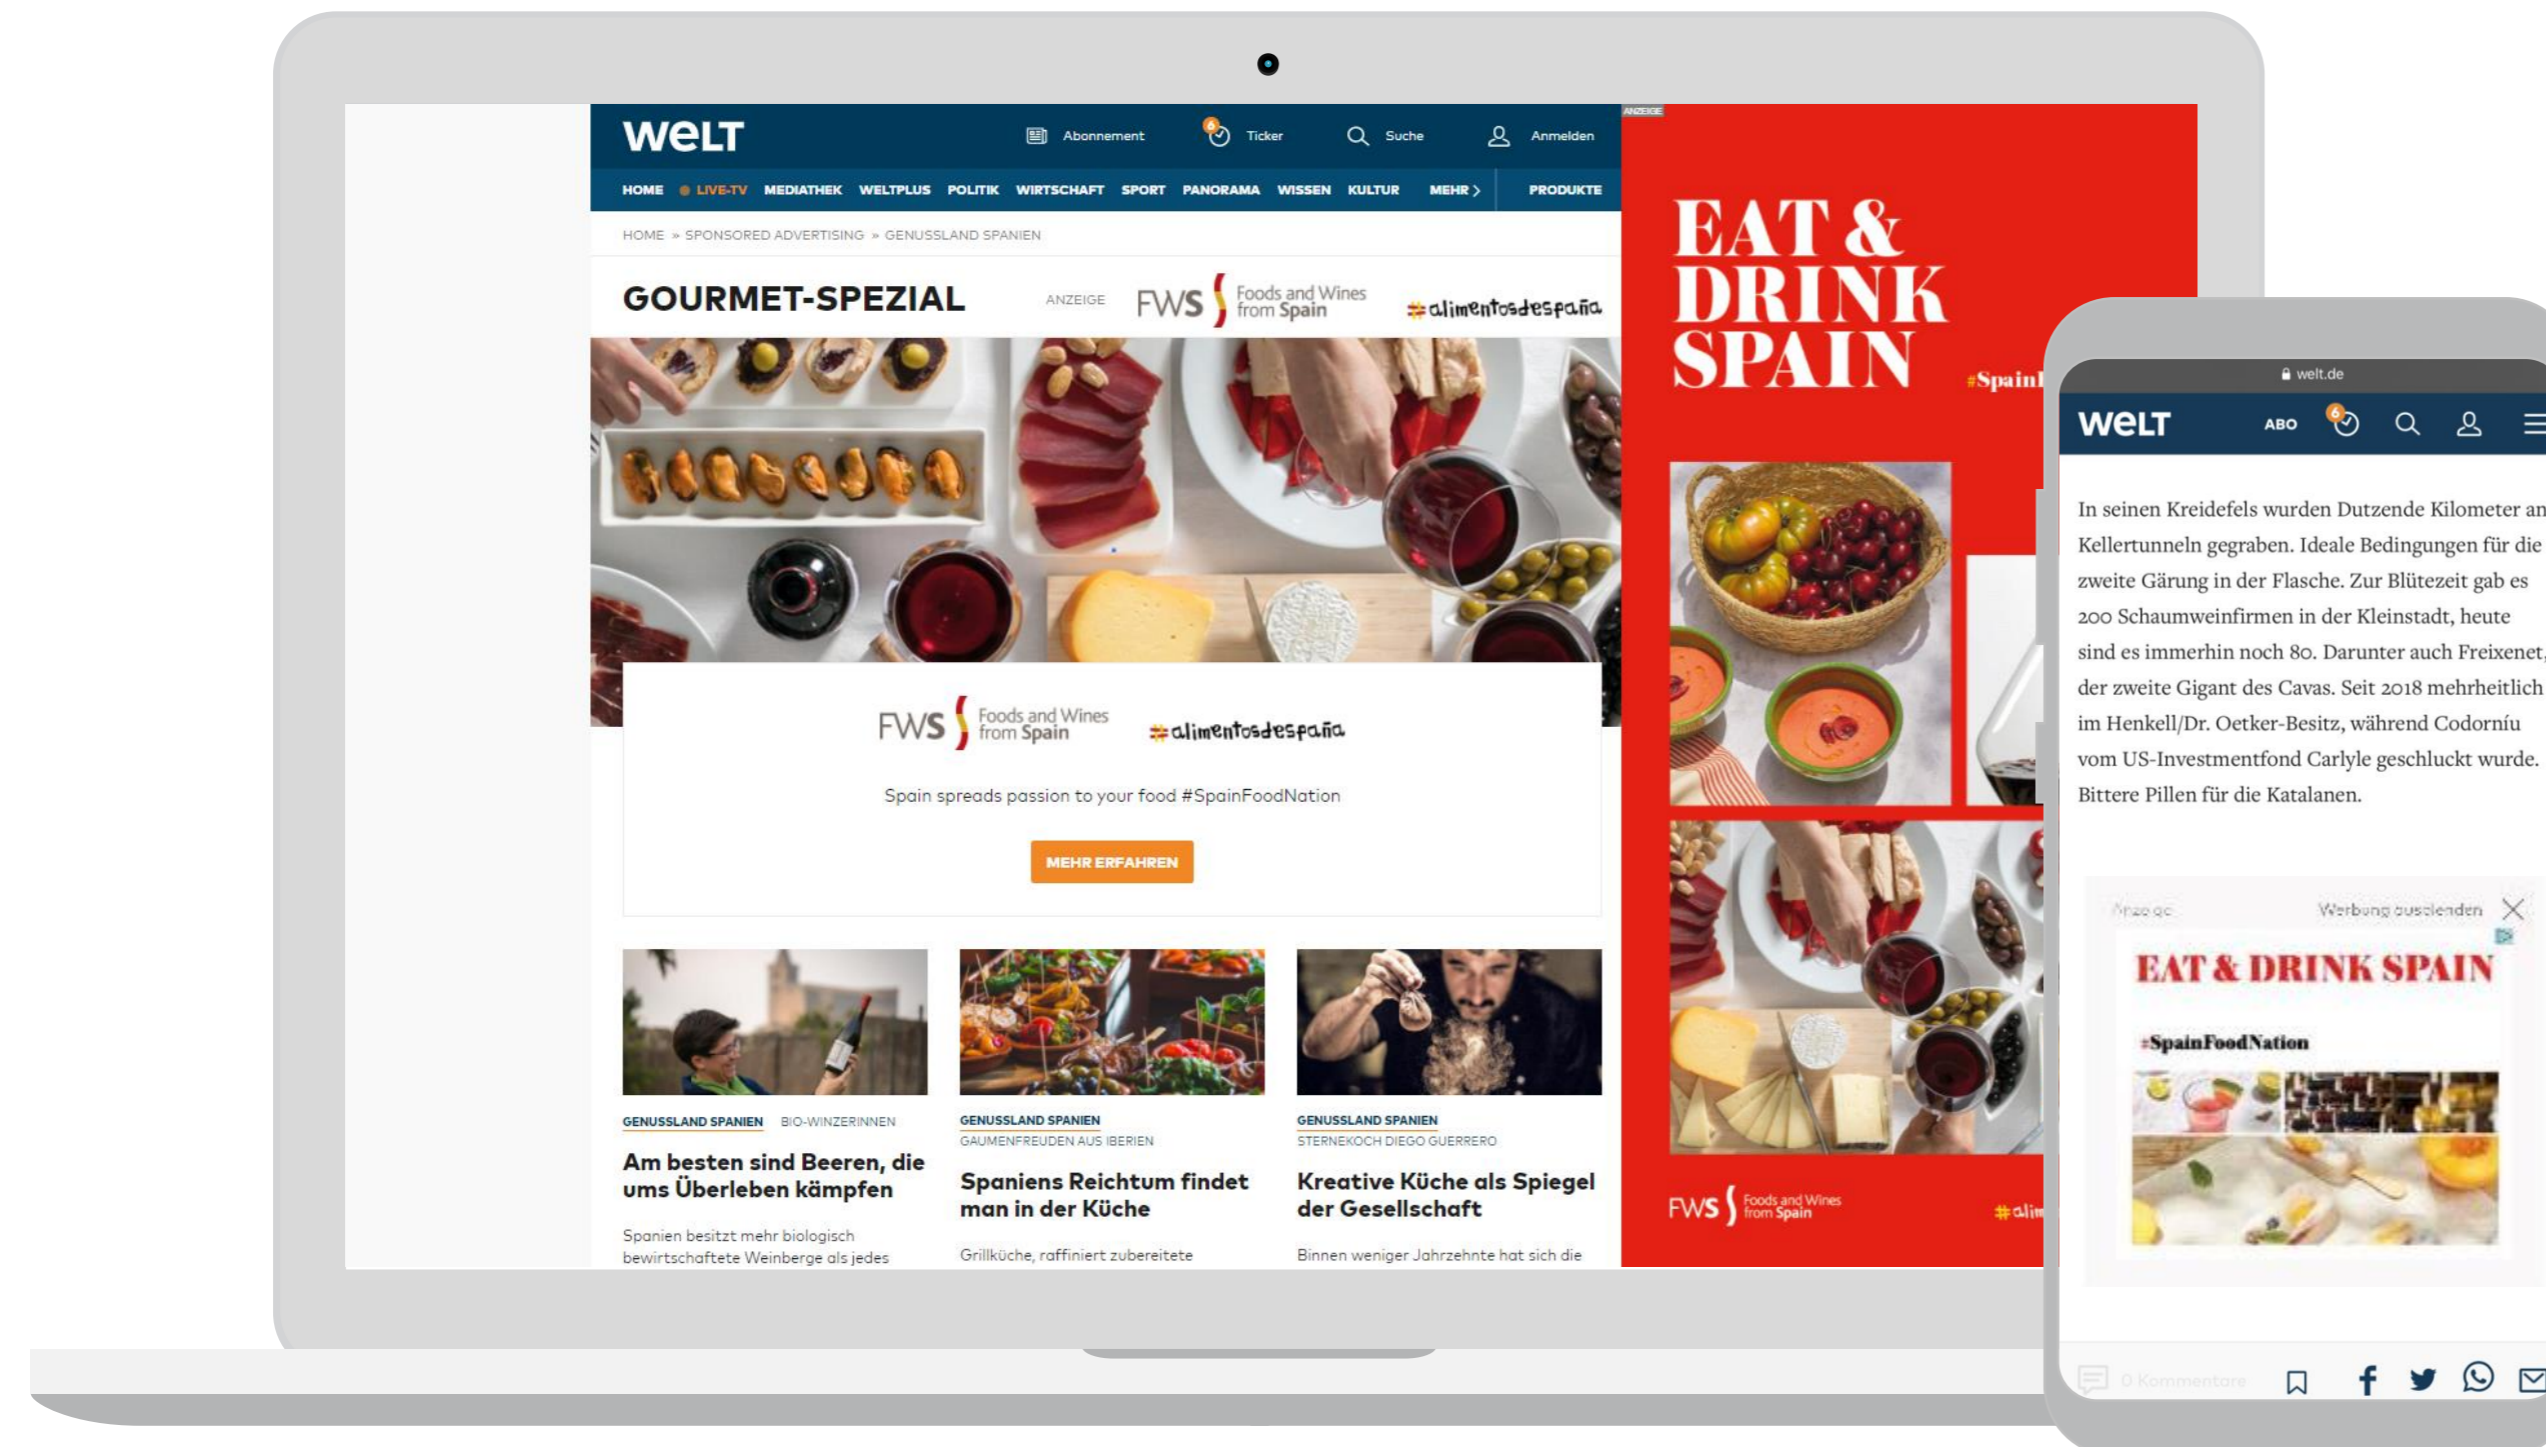 WELT
Abonnement
6
Ticker
Suche
Anmelden
HOME LIVE-TV MEDIATHEK WELTPLUS POLITIK WIRTSCHAFT SPORT PANORAMA WISSEN KULTUR MEHR > PRODUKTE
HOME » SPONSORED ADVERTISING » GENUSSLAND SPANIEN
GOURMET-SPEZIAL
ANZEIGE
FWS Foods and Wines
from Spain
#alimentosdespaña
FWS Foods and Wines
from Spain
#alimentosdespaña
Spain spreads passion to your food #SpainFoodNation
MEHR ERFAHREN
GENUSSLAND SPANIEN BIO-WINZERINNEN
Am besten sind Beeren, die
ums Überleben kämpfen
Spanien besitzt mehr biologisch
bewirtschaftete Weinberge als jedes
GENUSSLAND SPANIEN
GAUMENFREUDEN AUS IBERIEN
Spaniens Reichtum findet
man in der Küche
Grillküche, raffiniert zubereitete
GENUSSLAND SPANIEN
STERNEKOCH DIEGO GUERRERO
Kreative Küche als Spiegel
der Gesellschaft
Binnen weniger Jahrzehnte hat sich die
ANZEIGE
EAT &
DRINK
SPAIN
FWS Foods and Wines
from Spain
welt.de
WELT
ABO
6
In seinen Kreidefels wurden Dutzende Kilometer an
Kellertunneln gegraben. Ideale Bedingungen für die
zweite Gärung in der Flasche. Zur Blütezeit gab es
200 Schaumweinfirmen in der Kleinstadt, heute
sind es immerhin noch 80. Darunter auch Freixenet,
der zweite Gigant des Cavas. Seit 2018 mehrheitlich
im Henkell/Dr. Oetker-Besitz, während Codorníu
vom US-Investmentfond Carlyle geschluckt wurde.
Bittere Pillen für die Katalanen.
Anzeige
Werbung ausblenden
EAT & DRINK SPAIN
#SpainFoodNation
0 Kommentare